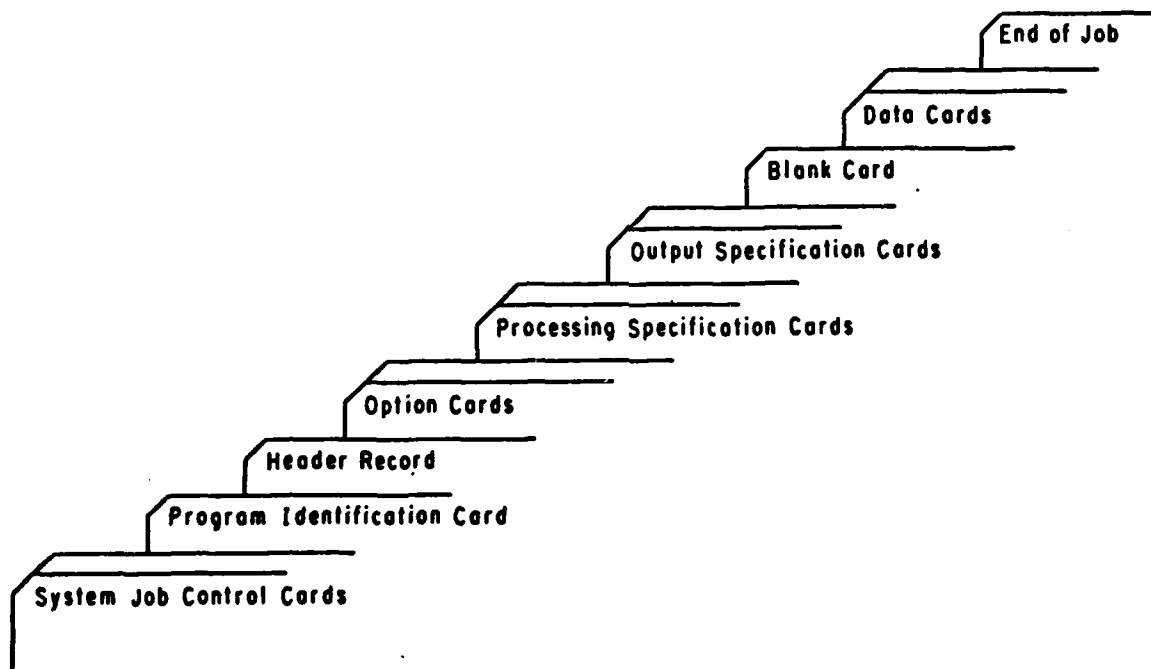 End of Job
Data Cards
Blank Card
Output Specification Cards
Processing Specification Cards
Option Cards
Header Record
Program Identification Card
System Job Control Cards